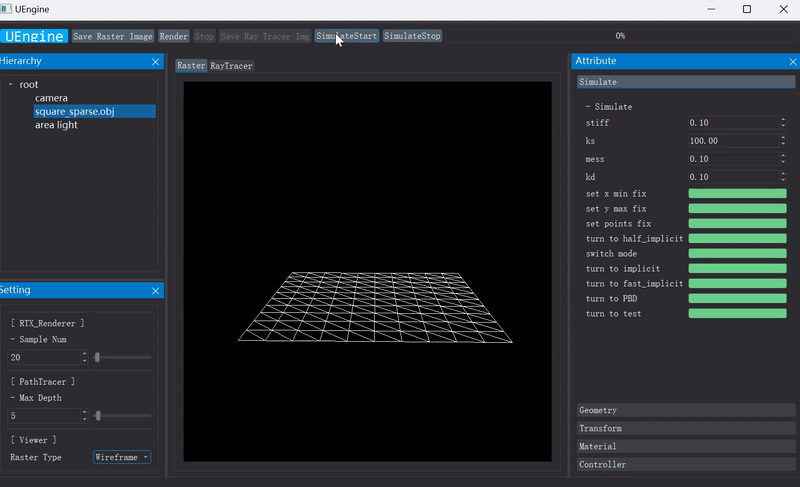 UEngine
UEngine Save Raster Image Render Stop Save Ray Tracer Img SimulateStart SimulateStop 0%
Hierarchy
root
camera
square_sparse.obj
area light
Setting
[ RTX_Renderer ]
- Sample Num
20
[ PathTracer ]
- Max Depth
5
[ Viewer ]
Raster Type Wireframe
Raster RayTracer
Attribute
Simulate
- Simulate
stiff 0.10
ks 100.00
mess 0.10
kd 0.10
set x min fix
set y max fix
set points fix
turn to half_implicit
switch mode
turn to implicit
turn to fast_implicit
turn to PBD
turn to test
Geometry
Transform
Material
Controller